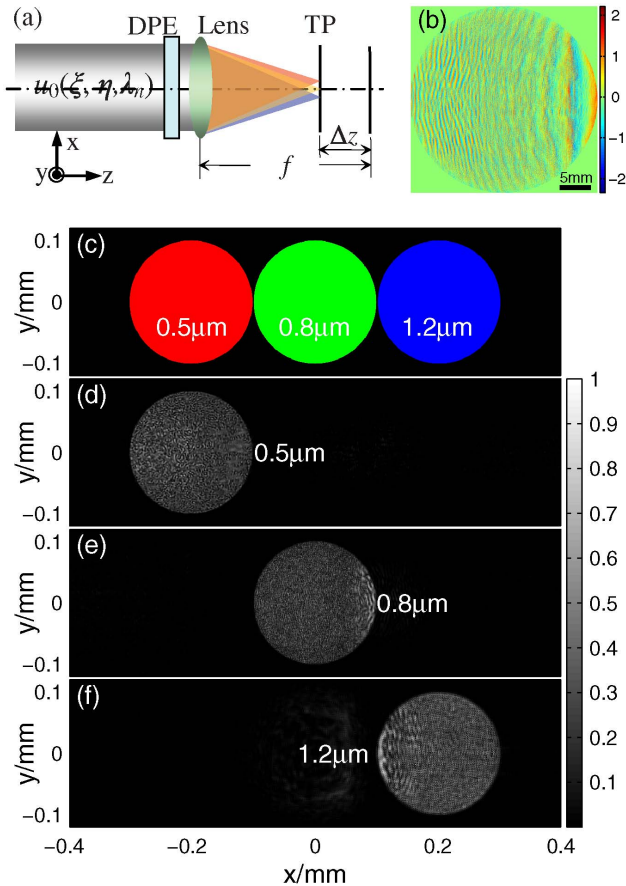 (a)
DPE
Lens
TP
u₀(ξ, η, λₙ)
Δz
f
x
y
z
(b)
2
1
0
−1
−2
5mm
0.1
0
−0.1
y/mm
(c)
0.5μm
0.8μm
1.2μm
0.1
0
−0.1
y/mm
(d)
0.5μm
0.1
0
−0.1
y/mm
(e)
0.8μm
0.1
0
−0.1
y/mm
(f)
1.2μm
1
0.9
0.8
0.7
0.6
0.5
0.4
0.3
0.2
0.1
−0.4
−0.2
0
0.2
0.4
x/mm